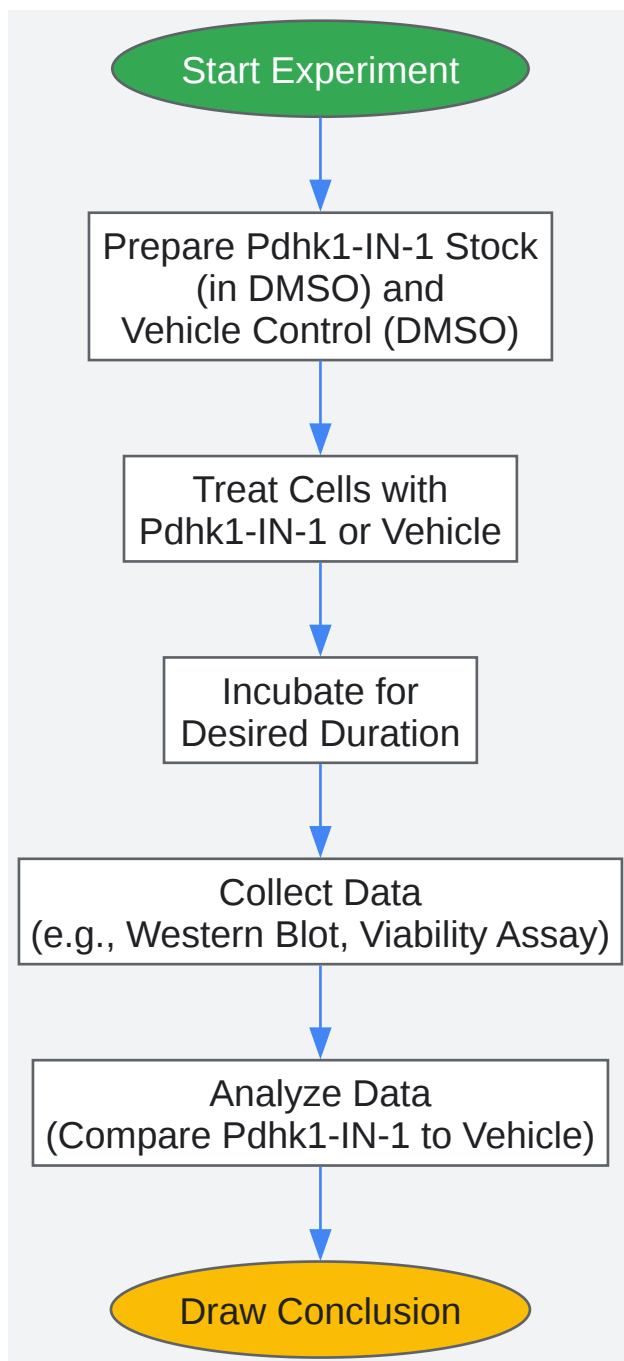 Start Experiment
Prepare Pdhk1-IN-1 Stock
(in DMSO) and
Vehicle Control (DMSO)
Treat Cells with
Pdhk1-IN-1 or Vehicle
Incubate for
Desired Duration
Collect Data
(e.g., Western Blot, Viability Assay)
Analyze Data
(Compare Pdhk1-IN-1 to Vehicle)
Draw Conclusion